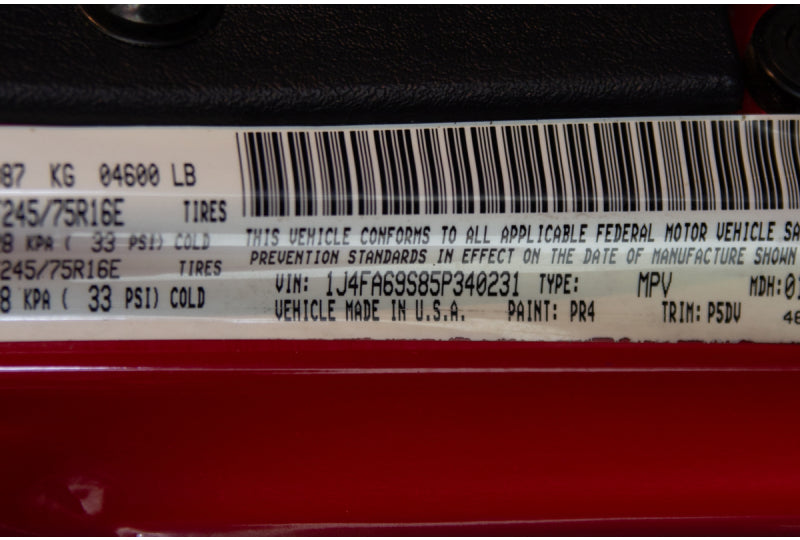 87 KG 04600 LB
245/75R16E TIRES
8 KPA ( 33 PSI) COLD
245/75R16E TIRES
8 KPA ( 33 PSI) COLD
THIS VEHICLE CONFORMS TO ALL APPLICABLE FEDERAL MOTOR VEHICLE SA
PREVENTION STANDARDS IN EFFECT ON THE DATE OF MANUFACTURE SHOWN
VIN: 1J4FA69S85P340231 TYPE: MPV MDH:01
VEHICLE MADE IN U.S.A. PAINT: PR4 TRIM: P5DV 48